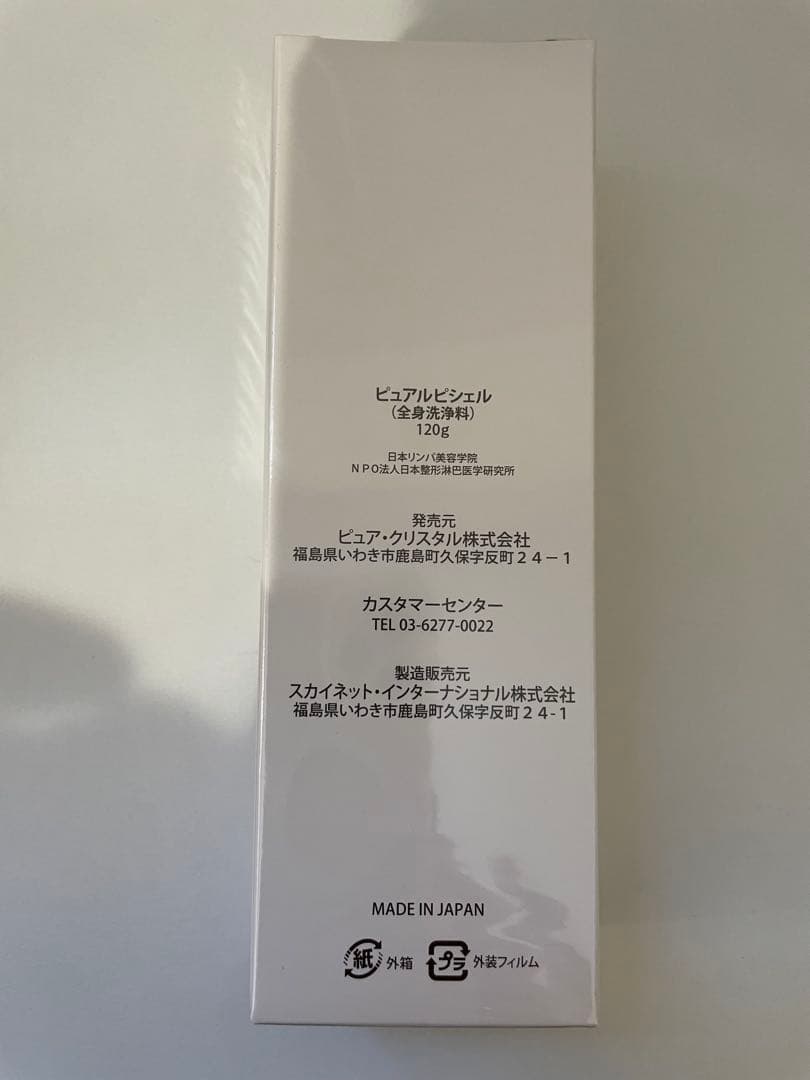 ピュアルピシェル
（全身洗浄料）
120g
日本リンパ美容学院
ＮＰＯ法人日本整形淋巴医学研究所
発売元
ピュア・クリスタル株式会社
福島県いわき市鹿島町久保字反町２４－１
カスタマーセンター
TEL 03-6277-0022
製造販売元
スカイネット・インターナショナル株式会社
福島県いわき市鹿島町久保字反町２４-１
MADE IN JAPAN
紙 外箱 プラ 外装フィルム